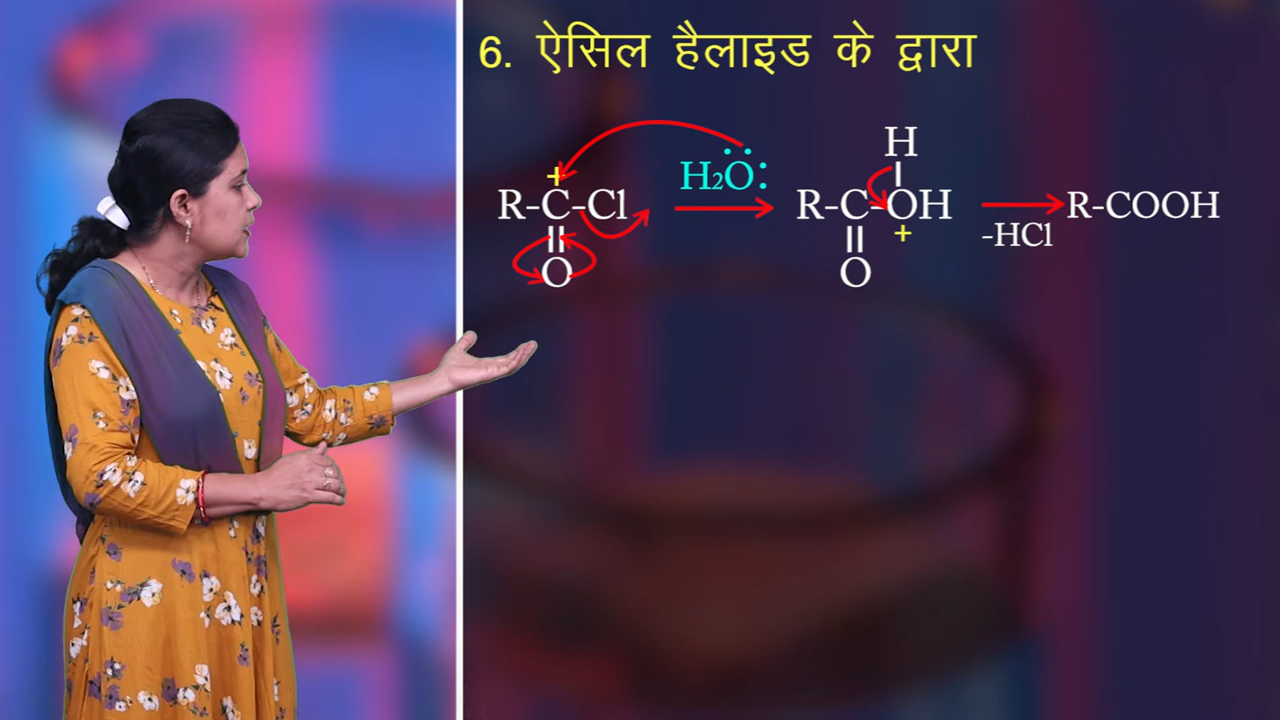 6. ऐसिल हैलाइड के द्वारा
H
+ H₂O:
R-C-Cl R-C-OH R-COOH
+ -HCl
O O